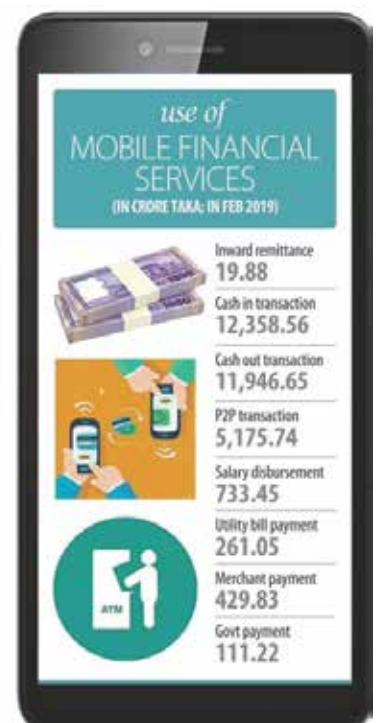 use of
MOBILE FINANCIAL
SERVICES
(IN CRORE TAKA; IN FEB 2019)
Inward remittance
19.88
Cash in transaction
12,358.56
Cash out transaction
11,946.65
P2P transaction
5,175.74
Salary disbursement
733.45
Utility bill payment
261.05
Merchant payment
429.83
Govt payment
111.22
ATM